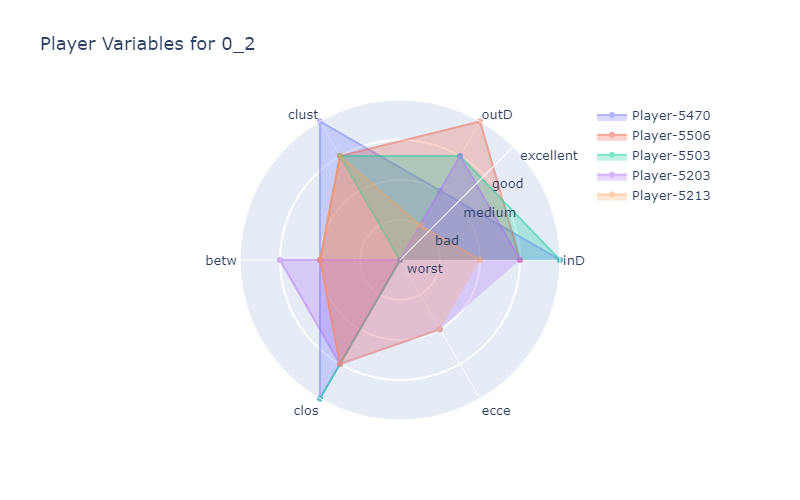 Player Variables for 0_2
clust
outD
Player-5470
Player-5506
Player-5503
Player-5203
Player-5213
excellent
good
medium
bad
worst
betw
inD
clos
ecce